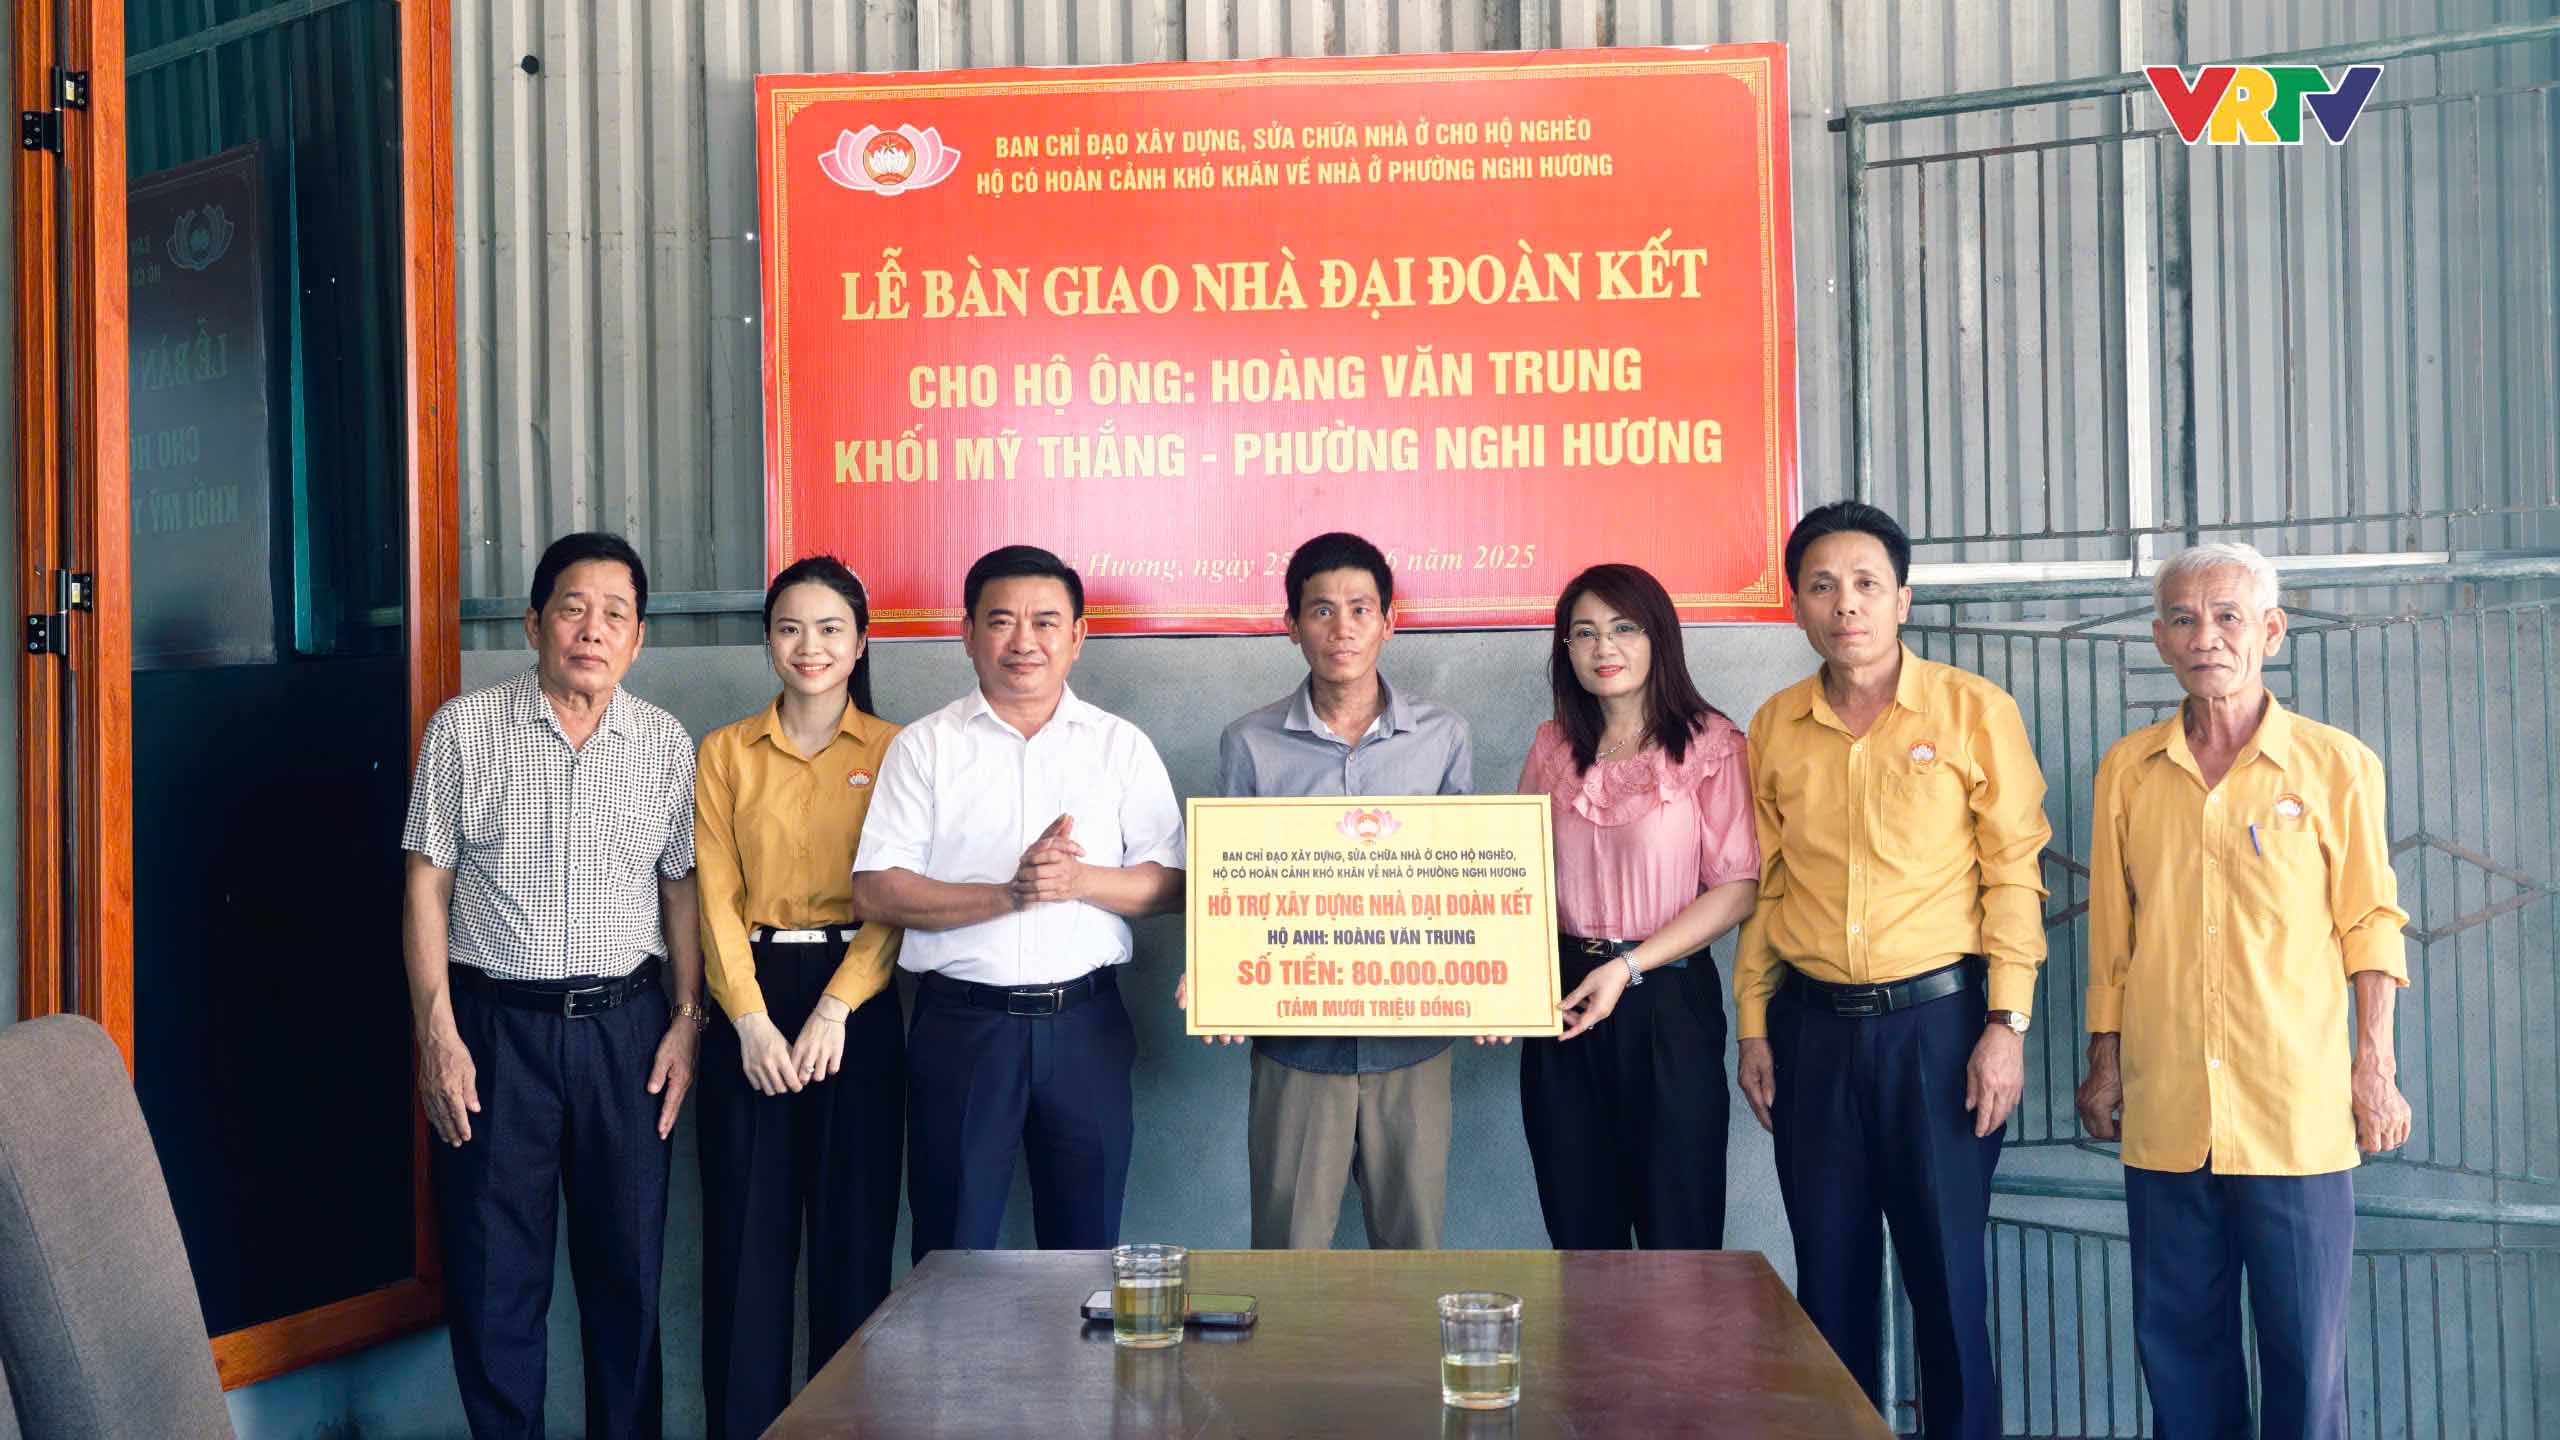 VRTV
BAN CHỈ ĐẠO XÂY DỰNG, SỬA CHỮA NHÀ Ở CHO HỘ NGHÈO
HỘ CÓ HOÀN CẢNH KHÓ KHĂN VỀ NHÀ Ở PHƯỜNG NGHI HƯƠNG
LỄ BÀN GIAO NHÀ ĐẠI ĐOÀN KẾT
CHO HỘ ÔNG: HOÀNG VĂN TRUNG
KHỐI MỸ THẮNG - PHƯỜNG NGHI HƯƠNG
Hương, ngày 25 6 năm 2025
BAN CHỈ ĐẠO XÂY DỰNG, SỬA CHỮA NHÀ Ở CHO HỘ NGHÈO,
HỘ CÓ HOÀN CẢNH KHÓ KHĂN VỀ NHÀ Ở PHƯỜNG NGHI HƯƠNG
HỖ TRỢ XÂY DỰNG NHÀ ĐẠI ĐOÀN KẾT
HỘ ANH: HOÀNG VĂN TRUNG
SỐ TIỀN: 80.000.000Đ
(TÁM MƯƠI TRIỆU ĐỒNG)